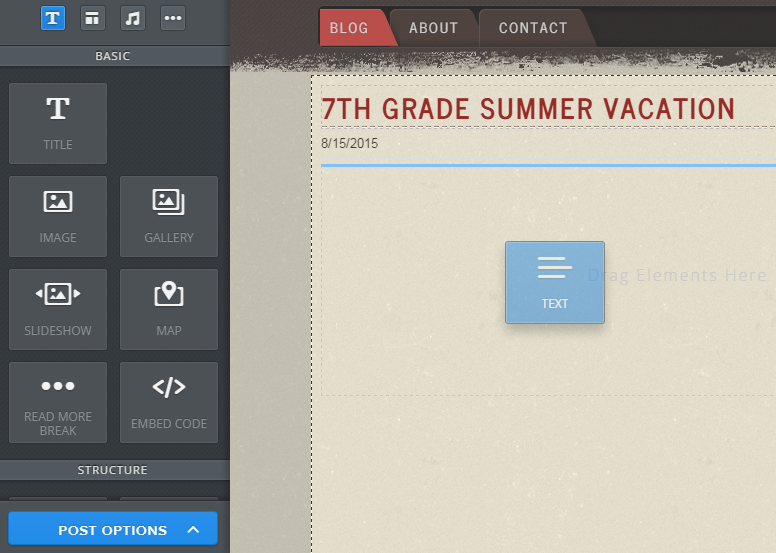 T
BASIC
T
TITLE
IMAGE
GALLERY
SLIDESHOW
MAP
READ MORE
BREAK
</>
EMBED CODE
STRUCTURE
POST OPTIONS
BLOG
ABOUT
CONTACT
7TH GRADE SUMMER VACATION
8/15/2015
Drag Elements Here
TEXT